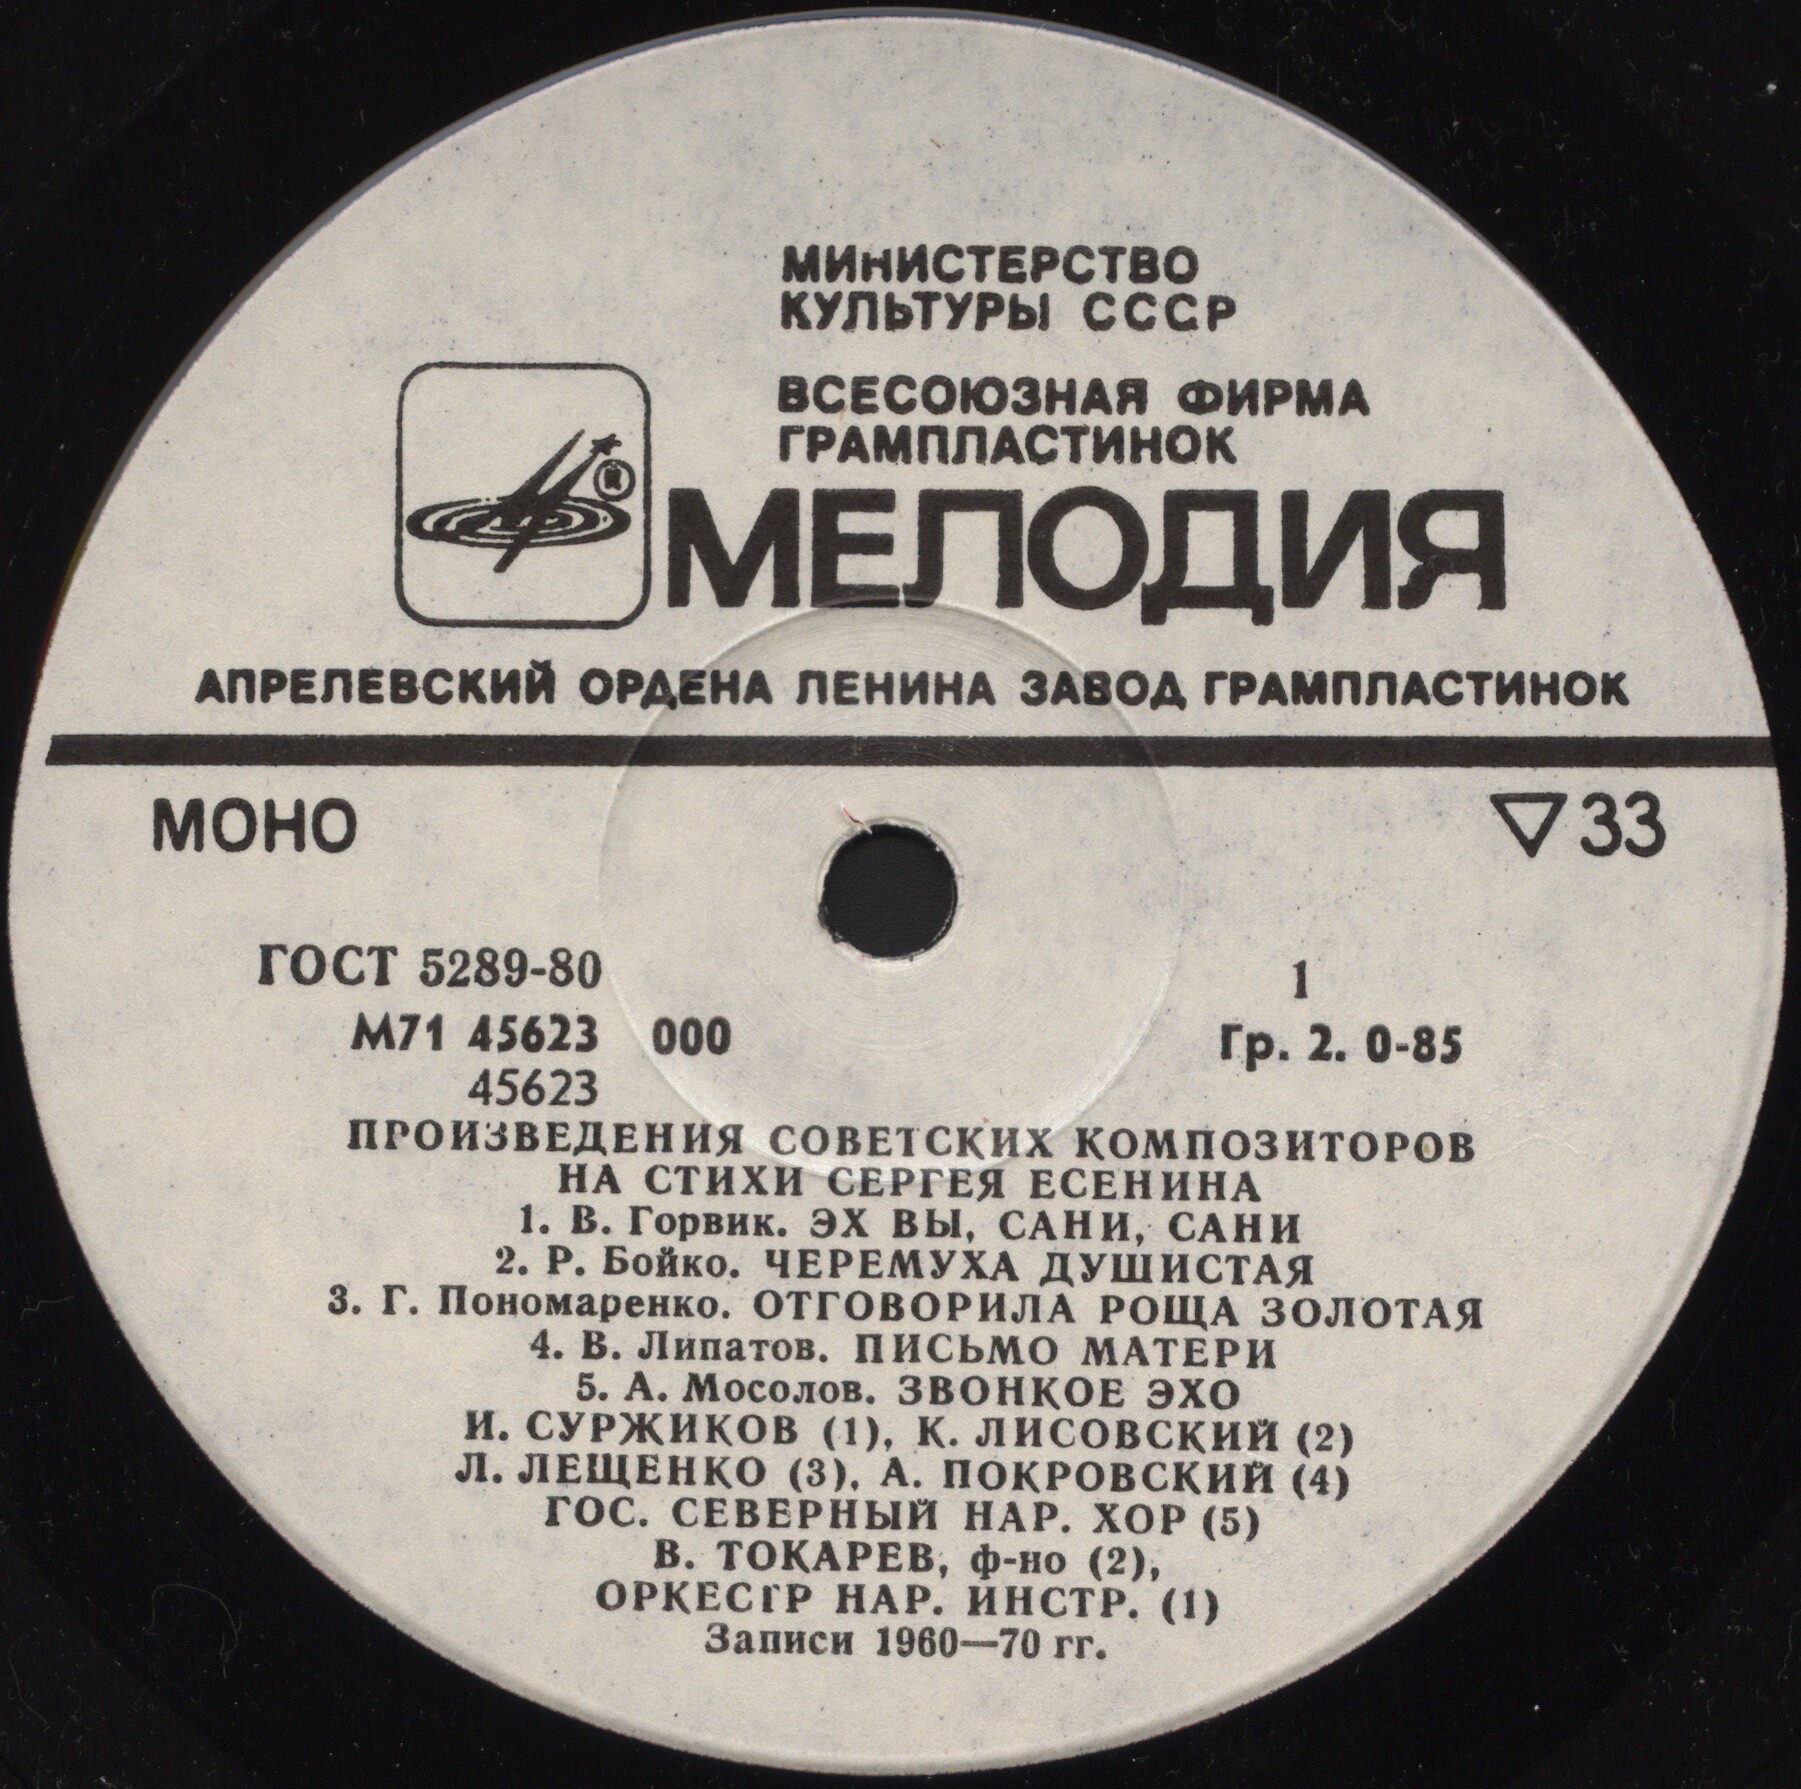 МИНИСТЕРСТВО
КУЛЬТУРЫ СССР
ВСЕСОЮЗНАЯ ФИРМА
ГРАМПЛАСТИНОК
МЕЛОДИЯ
АПРЕЛЕВСКИЙ ОРДЕНА ЛЕНИНА ЗАВОД ГРАМПЛАСТИНОК
МОНО ▽33
ГОСТ 5289-80 1
М71 45623 000 Гр. 2. 0-85
45623
ПРОИЗВЕДЕНИЯ СОВЕТСКИХ КОМПОЗИТОРОВ
НА СТИХИ СЕРГЕЯ ЕСЕНИНА
1. В. Горвик. ЭХ ВЫ, САНИ, САНИ
2. Р. Бойко. ЧЕРЕМУХА ДУШИСТАЯ
3. Г. Пономаренко. ОТГОВОРИЛА РОЩА ЗОЛОТАЯ
4. В. Липатов. ПИСЬМО МАТЕРИ
5. А. Мосолов. ЗВОНКОЕ ЭХО
И. СУРЖИКОВ (1), К. ЛИСОВСКИЙ (2)
Л. ЛЕЩЕНКО (3), А. ПОКРОВСКИЙ (4)
ГОС. СЕВЕРНЫЙ НАР. ХОР (5)
В. ТОКАРЕВ, ф-но (2),
ОРКЕСТР НАР. ИНСТР. (1)
Записи 1960—70 гг.